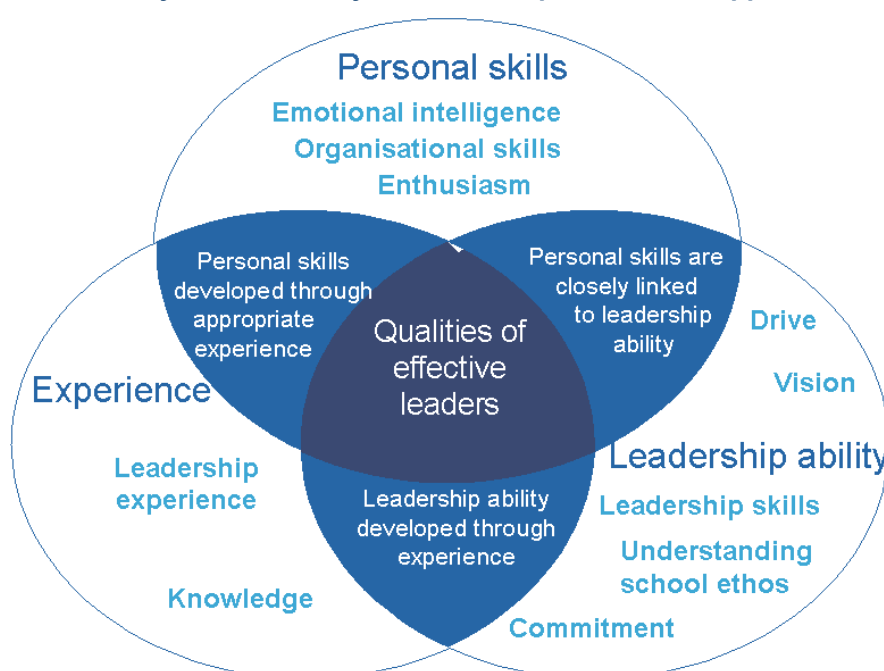 Personal skills
Emotional intelligence
Organisational skills
Enthusiasm
Personal skills
developed through
appropriate
experience
Personal skills are
closely linked
to leadership
ability
Qualities of
effective
leaders
Drive
Vision
Experience
Leadership
experience
Knowledge
Leadership ability
developed through
experience
Leadership ability
Leadership skills
Understanding
school ethos
Commitment